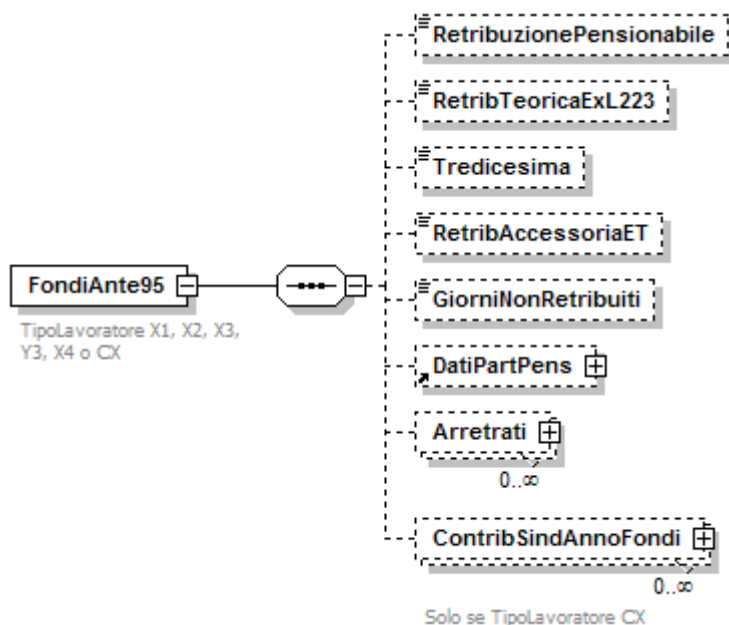 RetribuzionePensionabile
RetribTeoricaExL223
Tredicesima
RetribAccessoriaET
FondiAnte95
TipoLavoratore X1, X2, X3,
Y3, X4 o CX
GiorniNonRetribuiti
DatiPartPens
Arretrati
0..∞
ContribSindAnnoFondi
0..∞
Solo se TipoLavoratore CX